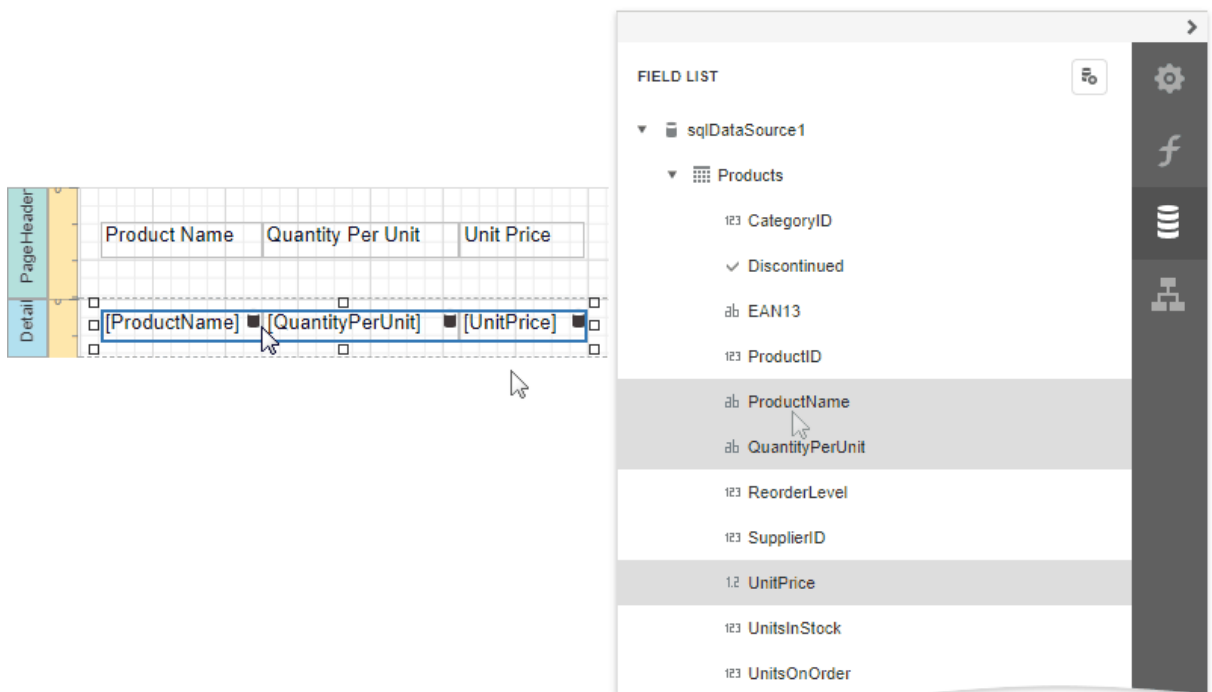 PageHeader
Product Name Quantity Per Unit Unit Price
Detail
[ProductName] [QuantityPerUnit] [UnitPrice]
FIELD LIST
sqlDataSource1
Products
123 CategoryID
Discontinued
ab EAN13
123 ProductID
ab ProductName
ab QuantityPerUnit
123 ReorderLevel
123 SupplierID
1.2 UnitPrice
123 UnitsInStock
123 UnitsOnOrder